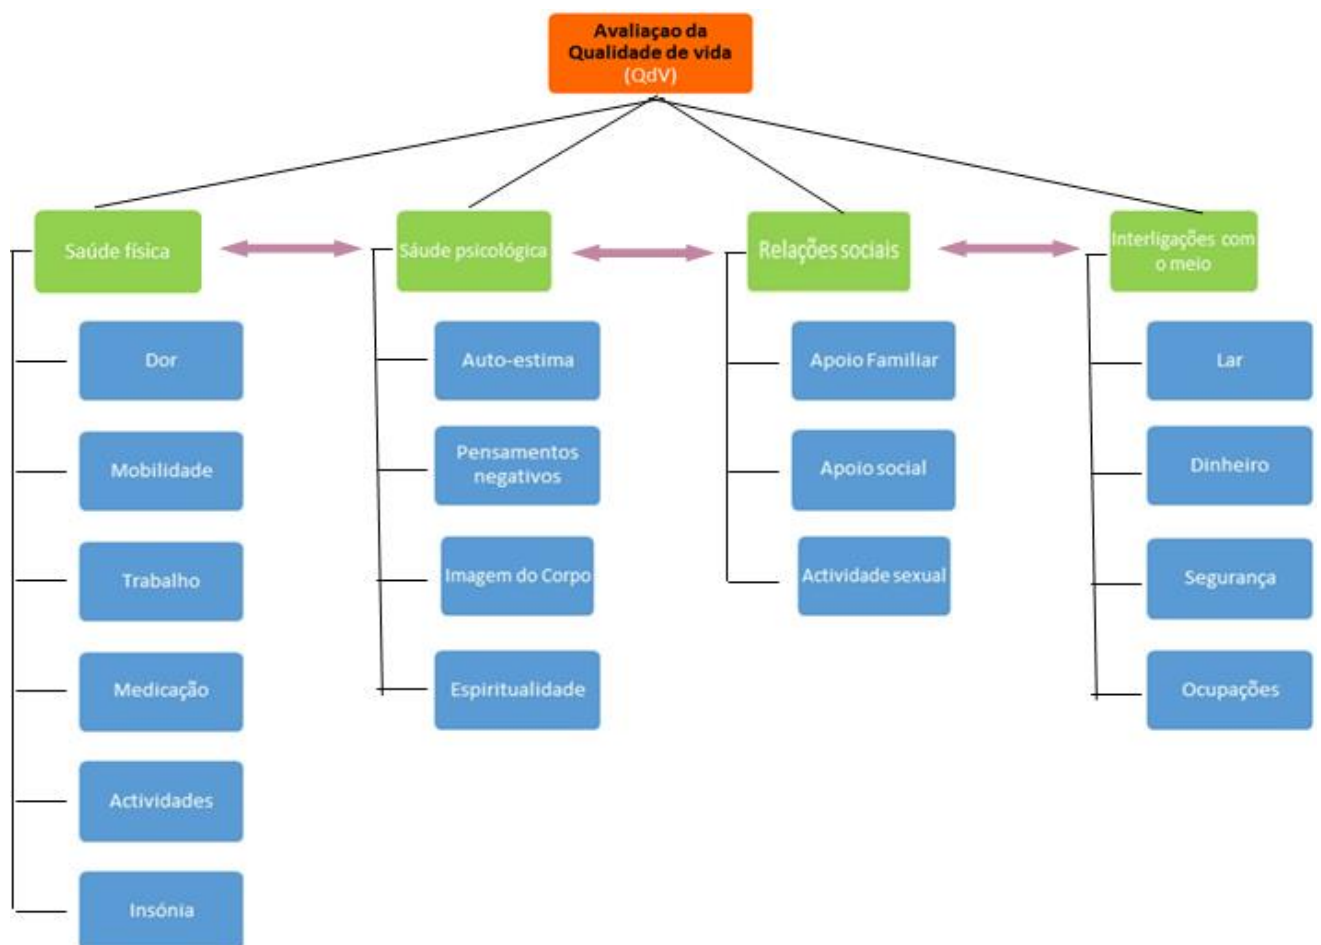 Avaliaçao da
Qualidade de vida
(QdV)
Saúde física
Sáude psicológica
Relações sociais
Interligações com
o meio
Dor
Mobilidade
Trabalho
Medicação
Actividades
Insónia
Auto-estima
Pensamentos
negativos
Imagem do Corpo
Espiritualidade
Apoio Familiar
Apoio social
Actividade sexual
Lar
Dinheiro
Segurança
Ocupações